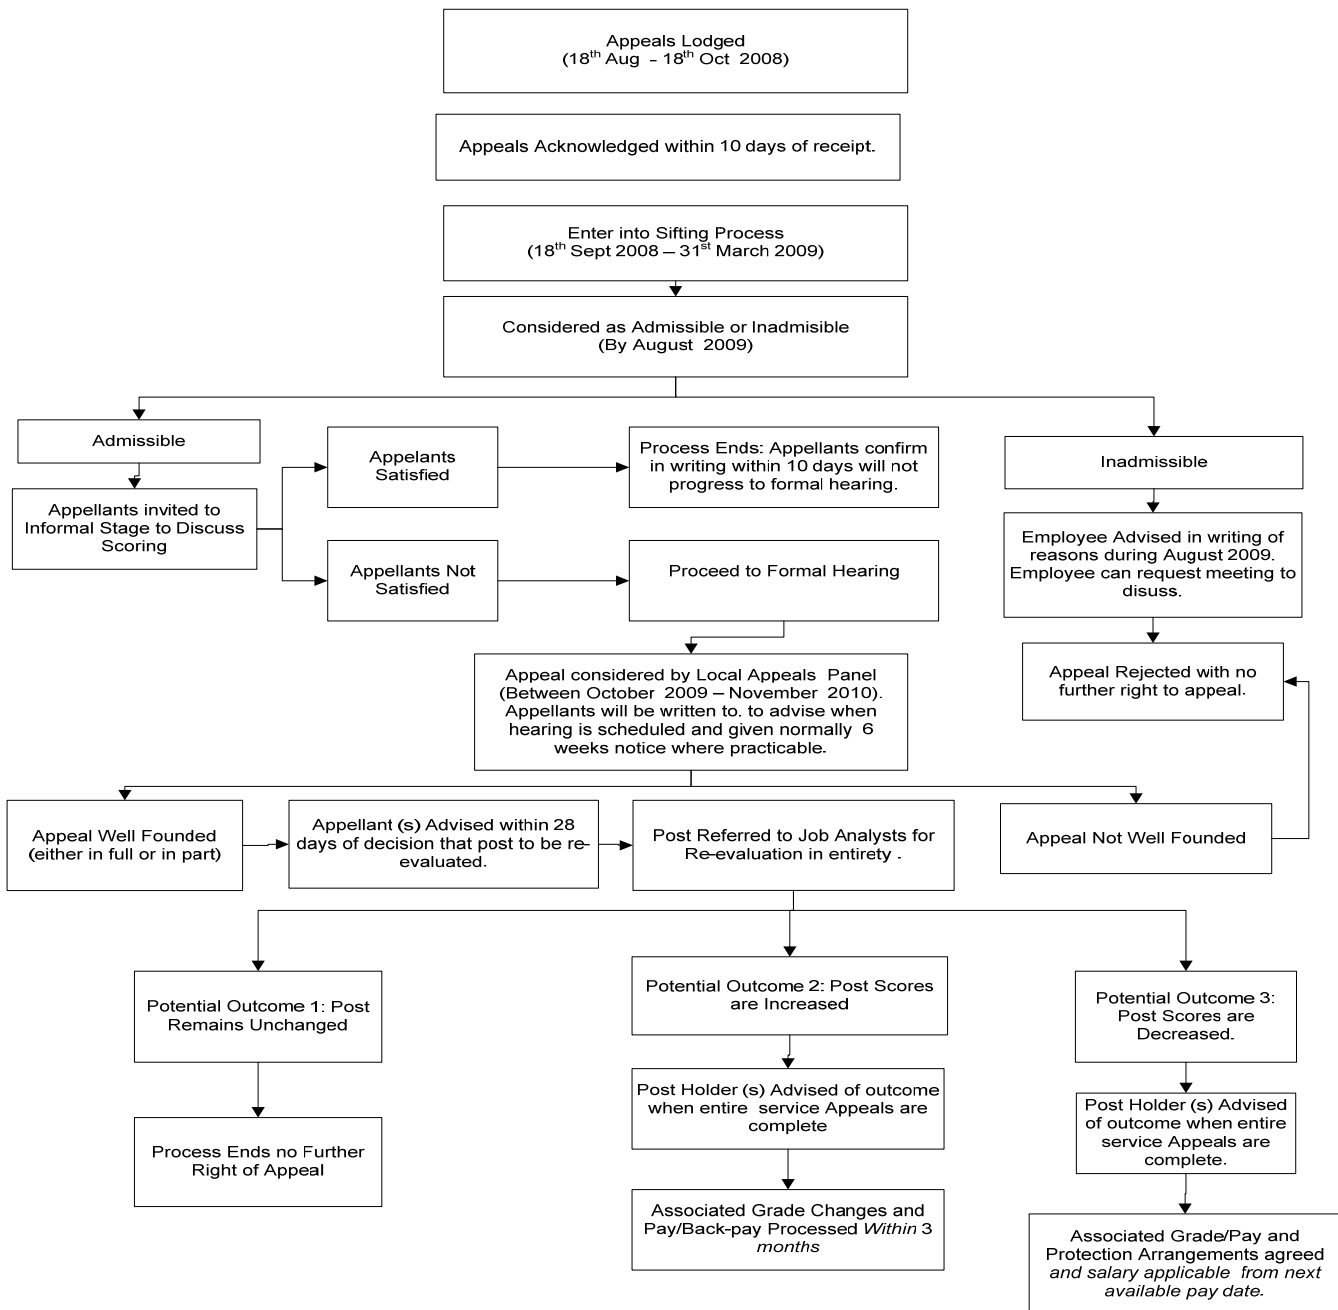 Appeals Lodged
(18th Aug – 18th Oct 2008)
Appeals Acknowledged within 10 days of receipt.
Enter into Sifting Process
(18th Sept 2008 – 31st March 2009)
Considered as Admissible or Inadmisible
(By August 2009)
Admissible
Appellants invited to
Informal Stage to Discuss
Scoring
Appelants
Satisfied
Process Ends: Appellants confirm
in writing within 10 days will not
progress to formal hearing.
Appellants Not
Satisfied
Proceed to Formal Hearing
Inadmissible
Employee Advised in writing of
reasons during August 2009.
Employee can request meeting to
disuss.
Appeal Rejected with no
further right to appeal.
Appeal considered by Local Appeals Panel
(Between October 2009 – November 2010).
Appellants will be written to. to advise when
hearing is scheduled and given normally 6
weeks notice where practicable.
Appeal Well Founded
(either in full or in part)
Appellant (s) Advised within 28
days of decision that post to be re-
evaluated.
Post Referred to Job Analysts for
Re-evaluation in entirety .
Appeal Not Well Founded
Potential Outcome 1: Post
Remains Unchanged
Process Ends no Further
Right of Appeal
Potential Outcome 2: Post Scores
are Increased
Post Holder (s) Advised of outcome
when entire service Appeals are
complete
Associated Grade Changes and
Pay/Back-pay Processed Within 3
months
Potential Outcome 3:
Post Scores are
Decreased.
Post Holder (s) Advised
of outcome when entire
service Appeals are
complete.
Associated Grade/Pay and
Protection Arrangements agreed
and salary applicable from next
available pay date.